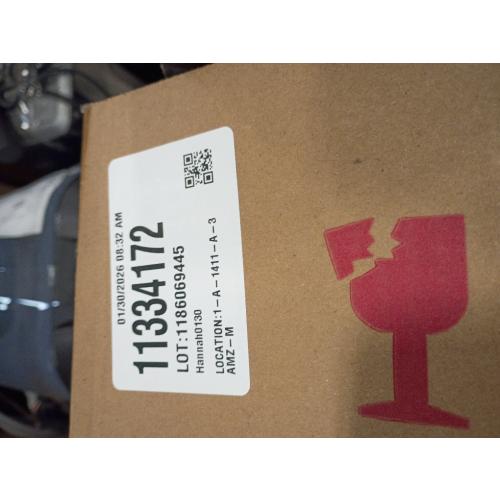 01/30/2026 08:32 AM
11334172
LOT:1186069445
Hannah0130
LOCATION:1-A-1411-A-3
AMZ-M